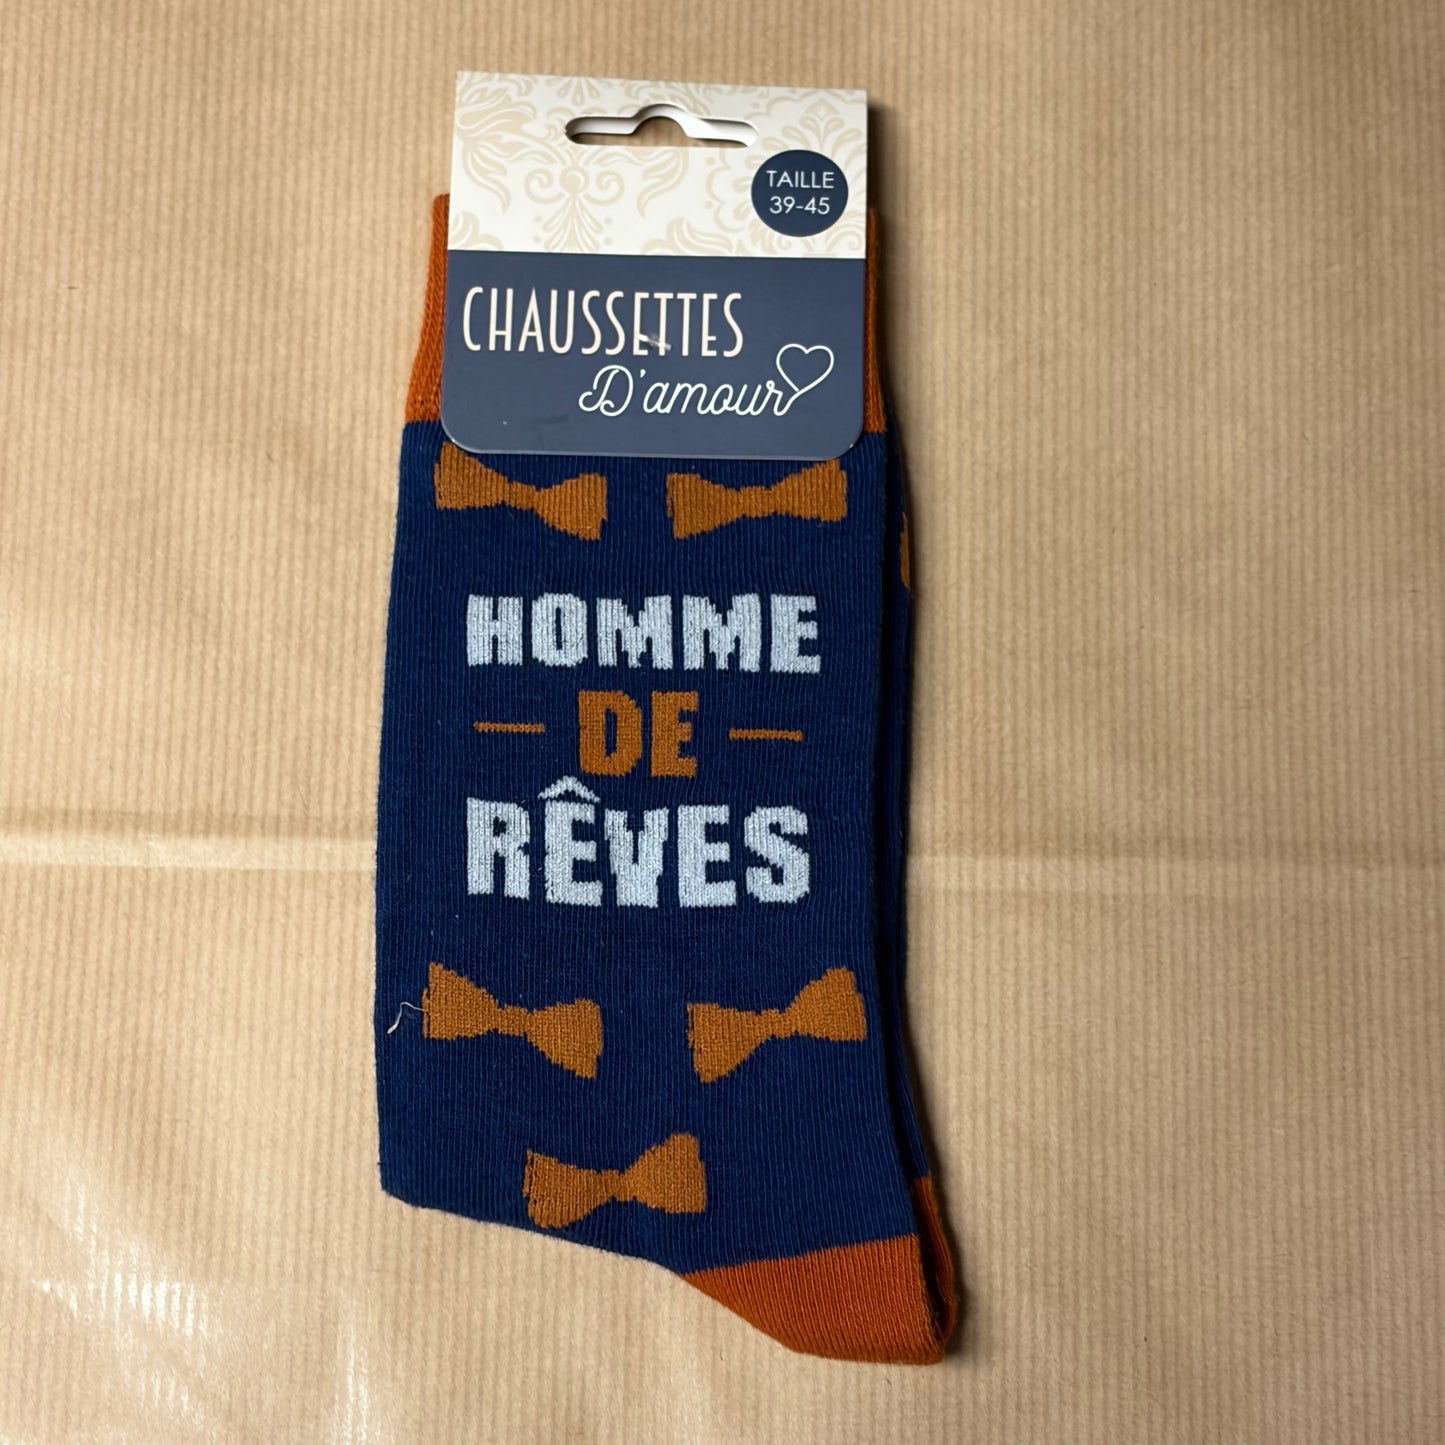 TAILLE
39-45
CHAUSSETTES
D'amour
HOMME
DE
RÊVES